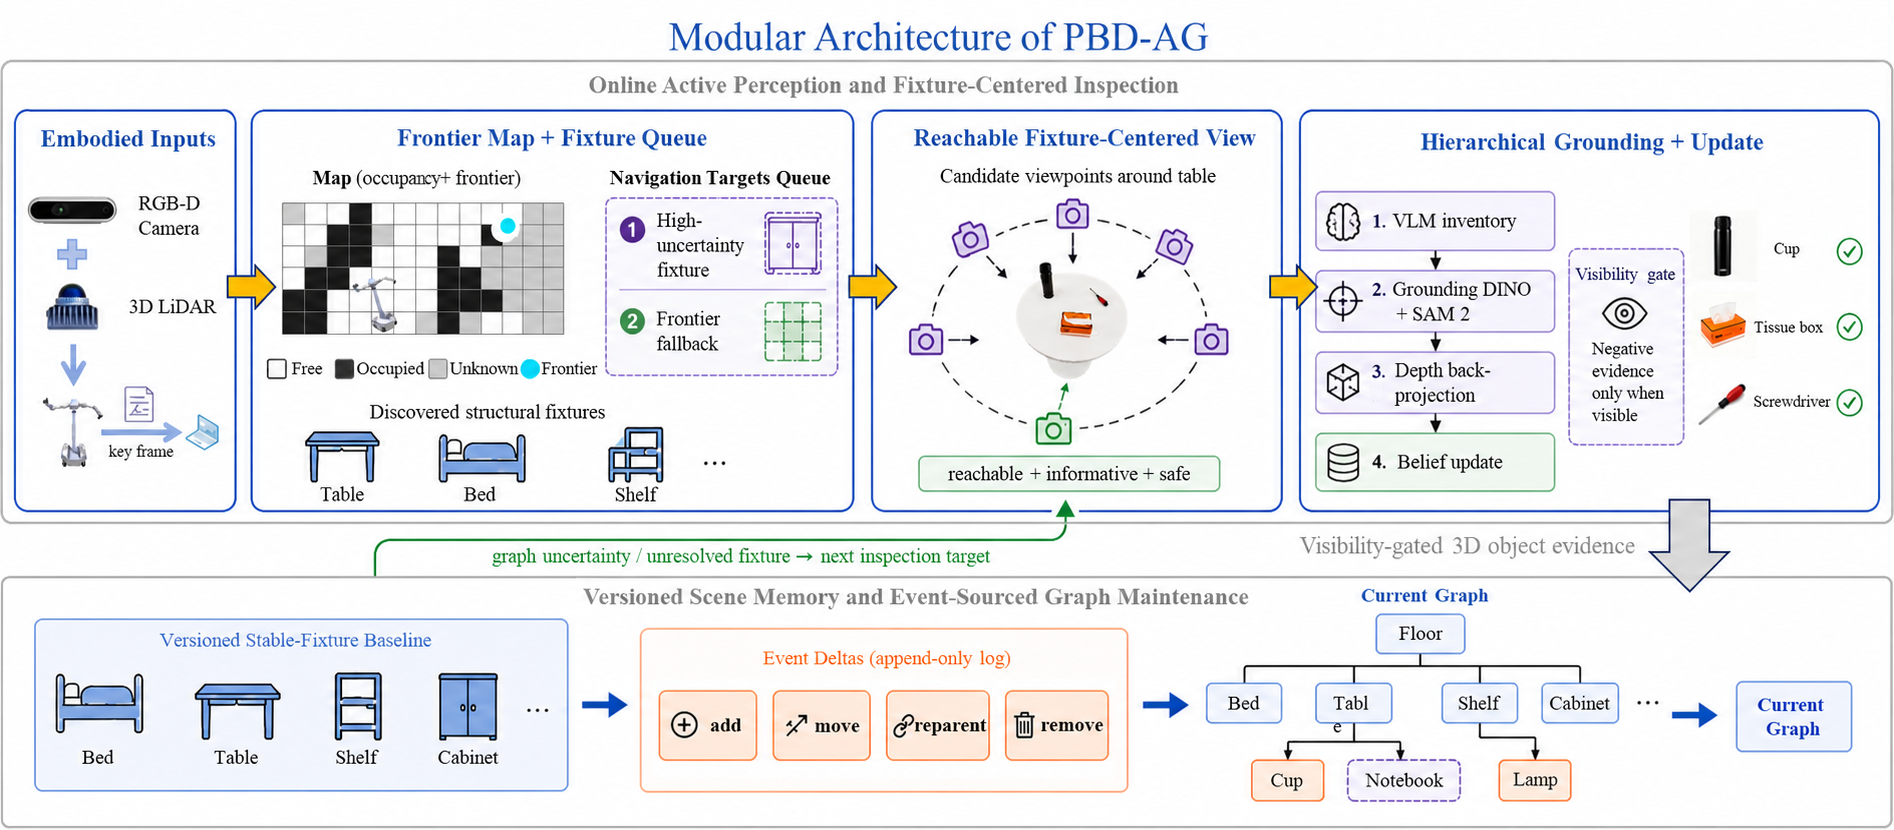 Modular Architecture of PBD-AG
Online Active Perception and Fixture-Centered Inspection
Embodied Inputs
RGB-D
Camera
3D LiDAR
key frame
Frontier Map + Fixture Queue
Map (occupancy+ frontier)
Free
Occupied
Unknown
Frontier
Navigation Targets Queue
1
High-
uncertainty
fixture
2
Frontier
fallback
Discovered structural fixtures
Table
Bed
Shelf
...
Reachable Fixture-Centered View
Candidate viewpoints around table
reachable + informative + safe
Hierarchical Grounding + Update
1. VLM inventory
2. Grounding DINO
+ SAM 2
3. Depth back-
projection
4. Belief update
Visibility gate
Negative
evidence
only when
visible
Cup
Tissue box
Screwdriver
graph uncertainty / unresolved fixture → next inspection target
Visibility-gated 3D object evidence
Versioned Scene Memory and Event-Sourced Graph Maintenance
Versioned Stable-Fixture Baseline
Bed
Table
Shelf
Cabinet
...
Event Deltas (append-only log)
add
move
reparent
remove
Current Graph
Floor
Bed
Tabl
e
Shelf
Cabinet
...
Cup
Notebook
Lamp
Current
Graph